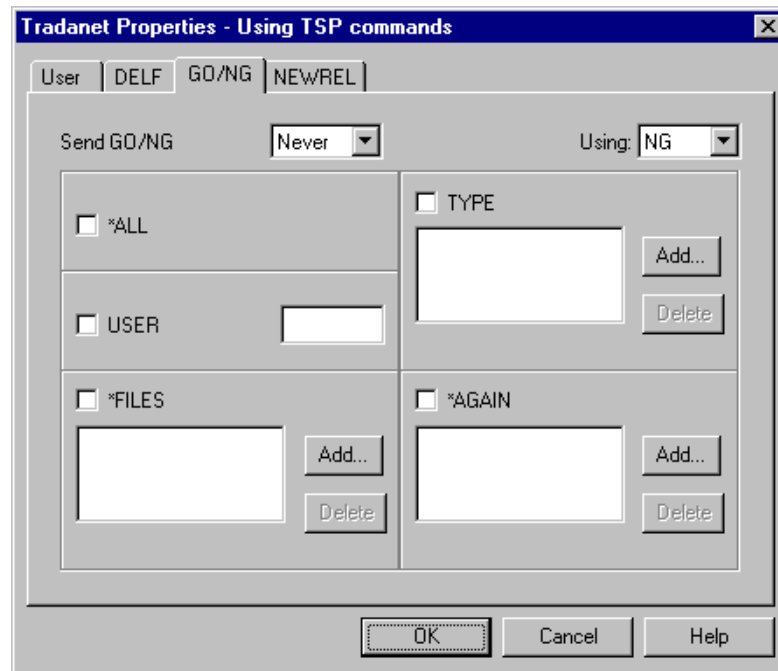 Tradanet Properties - Using TSP commands
User DELF GO/NG NEWREL
Send GO/NG Never Using: NG
*ALL
TYPE
Add...
Delete
USER
*FILES
Add...
Delete
*AGAIN
Add...
Delete
OK Cancel Help